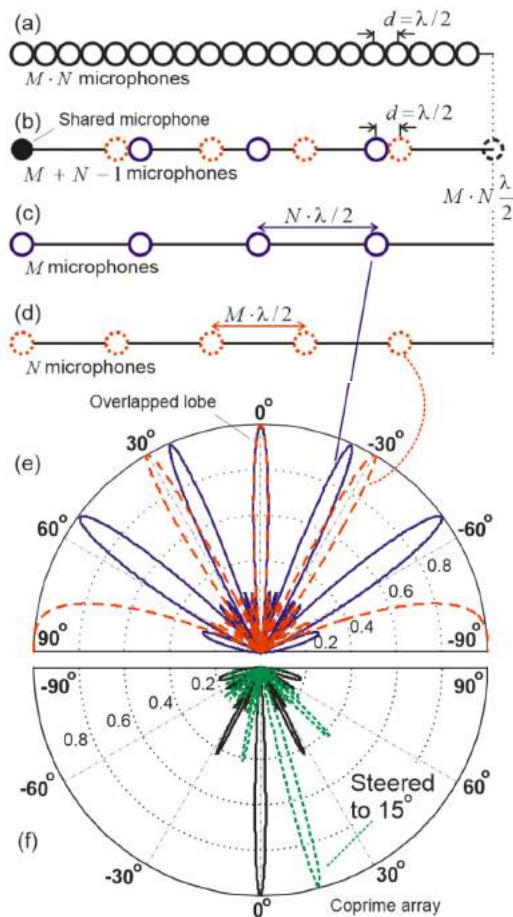 (a)
d = λ/2
M · N microphones
(b)
Shared microphone
d = λ/2
M + N − 1 microphones
M · N λ/2
(c)
N · λ/2
M microphones
(d)
M · λ/2
N microphones
Overlapped lobe
0°
(e)
30°
-30°
60°
-60°
0.8
0.6
0.4
0.2
90°
-90°
-90°
90°
0.2
0.4
0.6
0.8
-60°
60°
Steered
to 15°
(f)
-30°
30°
0°
Coprime array